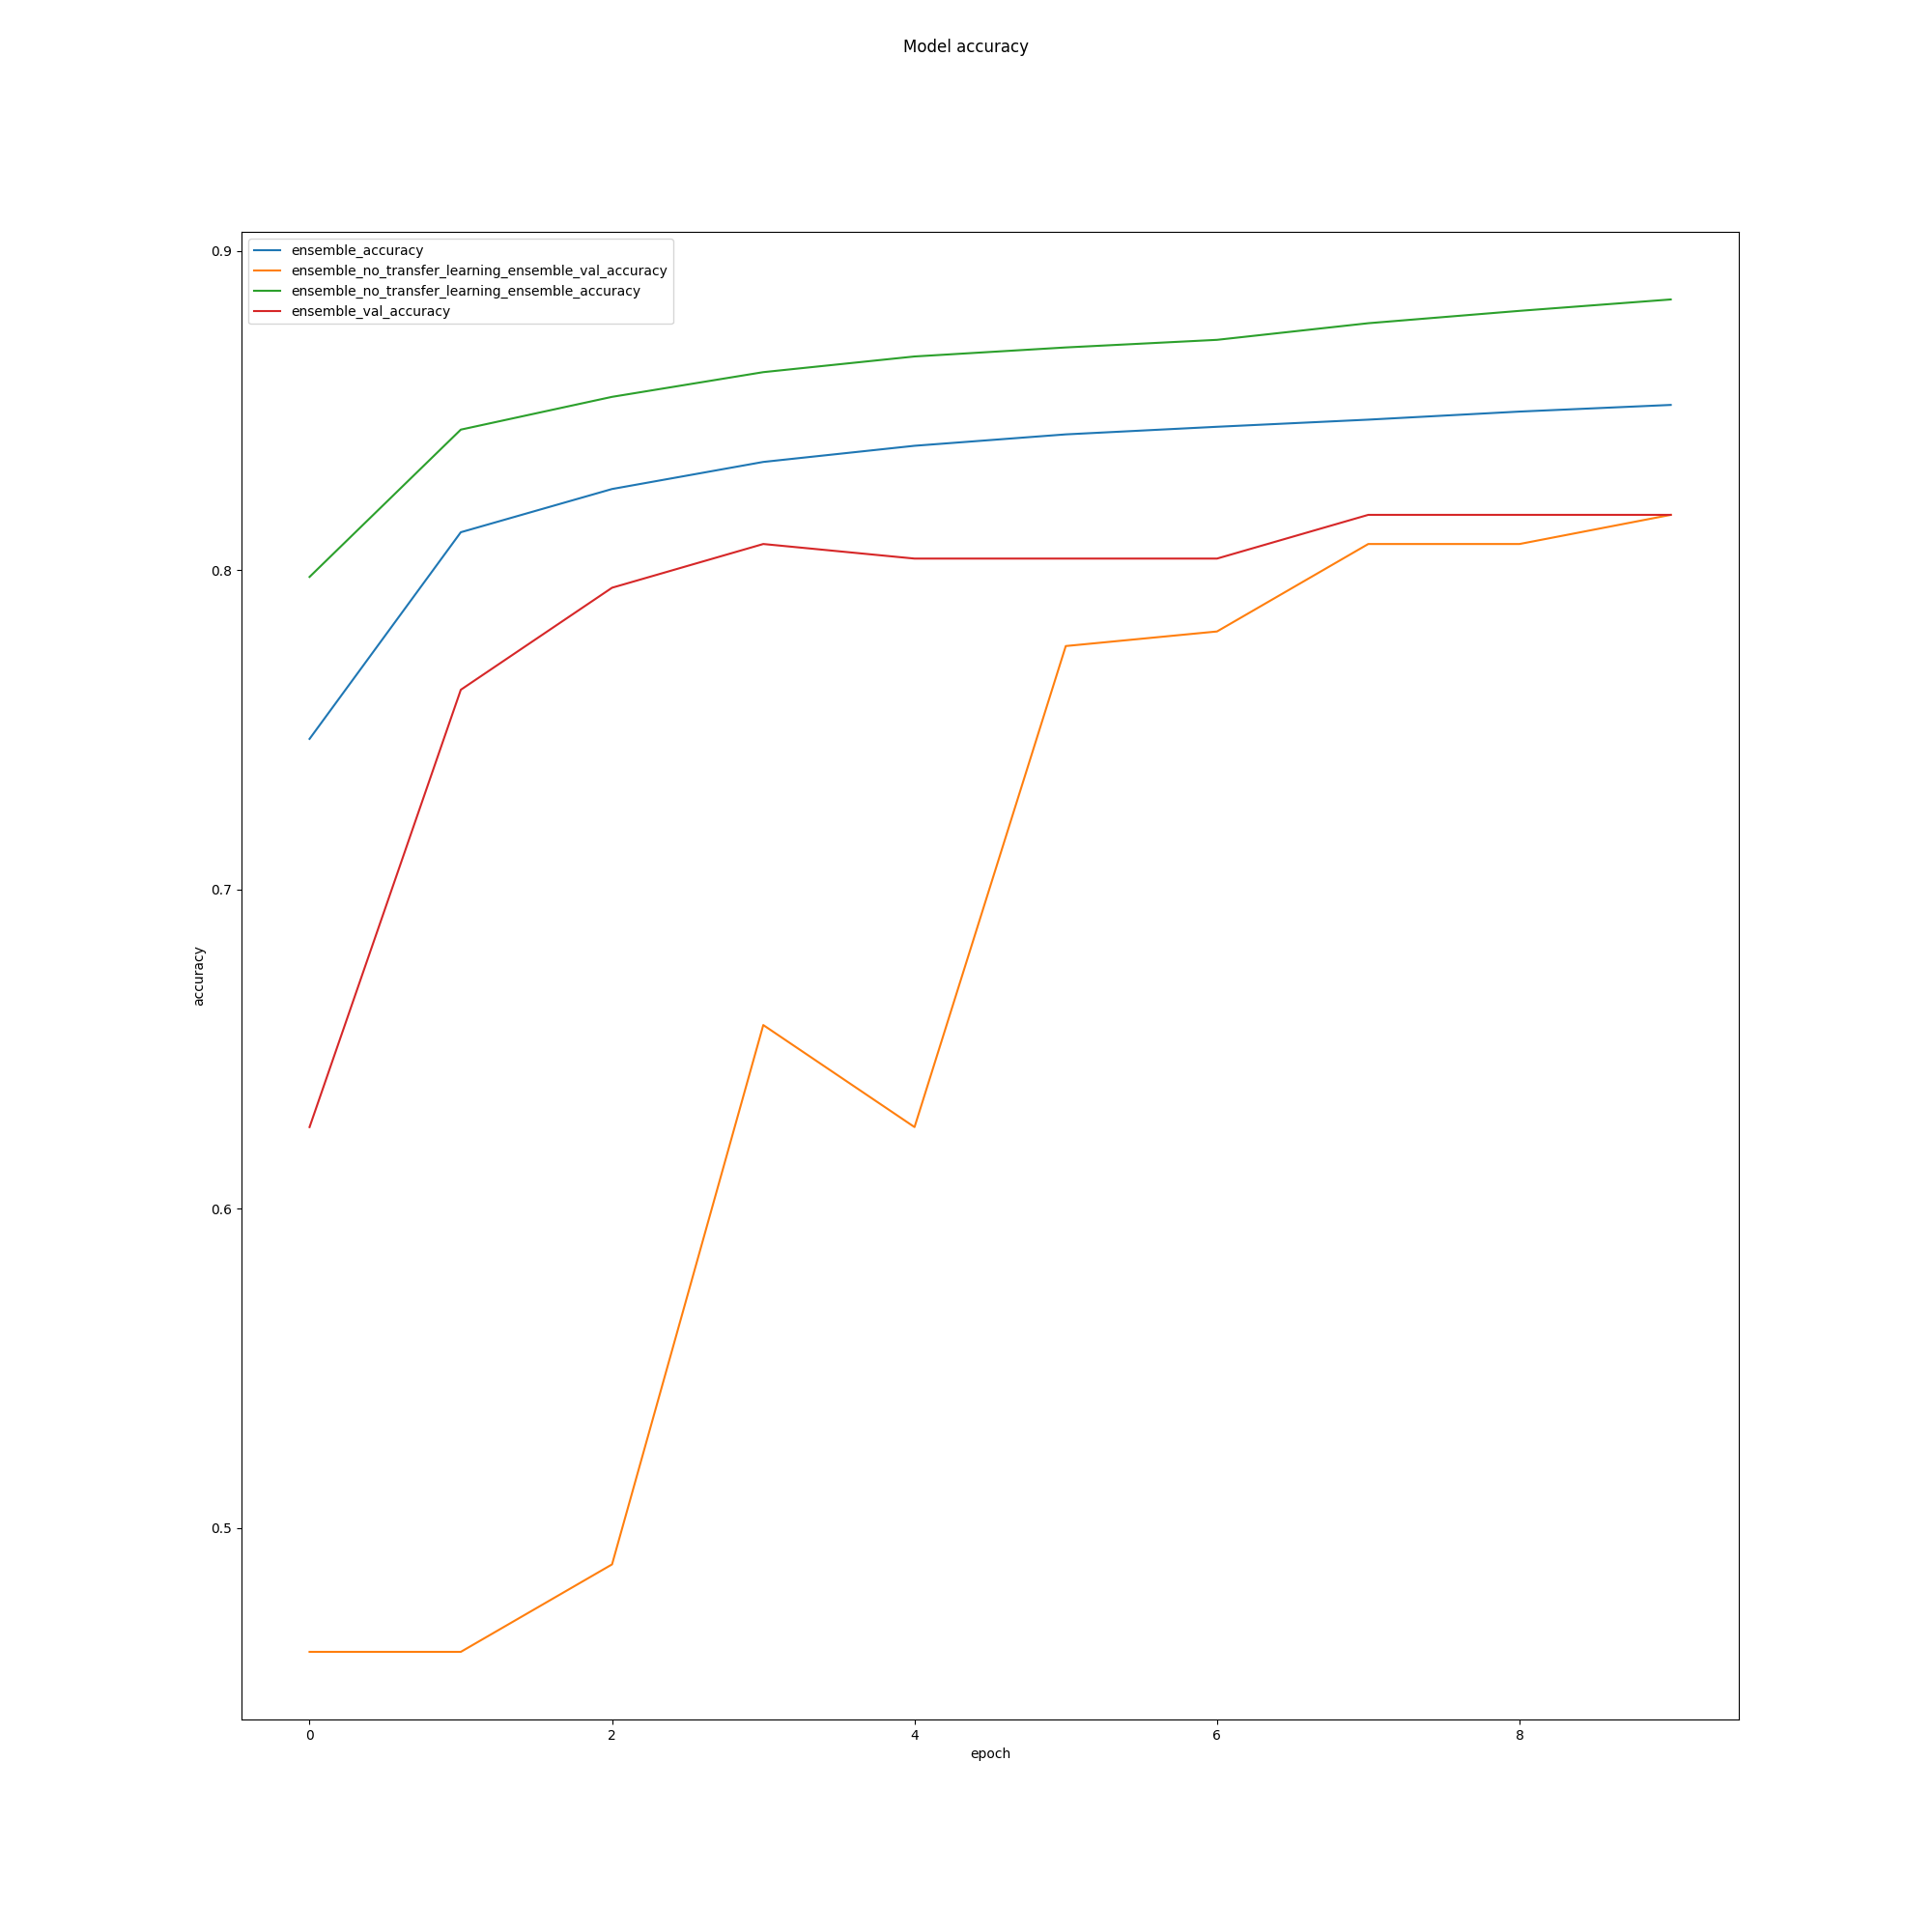 Model accuracy
ensemble_accuracy
ensemble_no_transfer_learning_ensemble_val_accuracy
ensemble_no_transfer_learning_ensemble_accuracy
ensemble_val_accuracy
0.9
0.8
0.7
0.6
0.5
accuracy
0 2 4 6 8
epoch